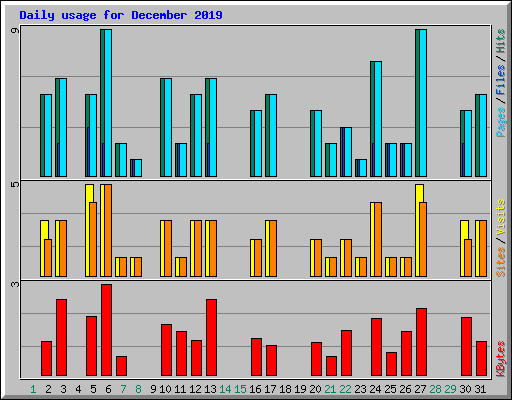 Daily usage for December 2019
9
5
3
Pages / Files / Hits
Sites / Visits
KBytes
1 2 3 4 5 6 7 8 9 10 11 12 13 14 15 16 17 18 19 20 21 22 23 24 25 26 27 28 29 30 31